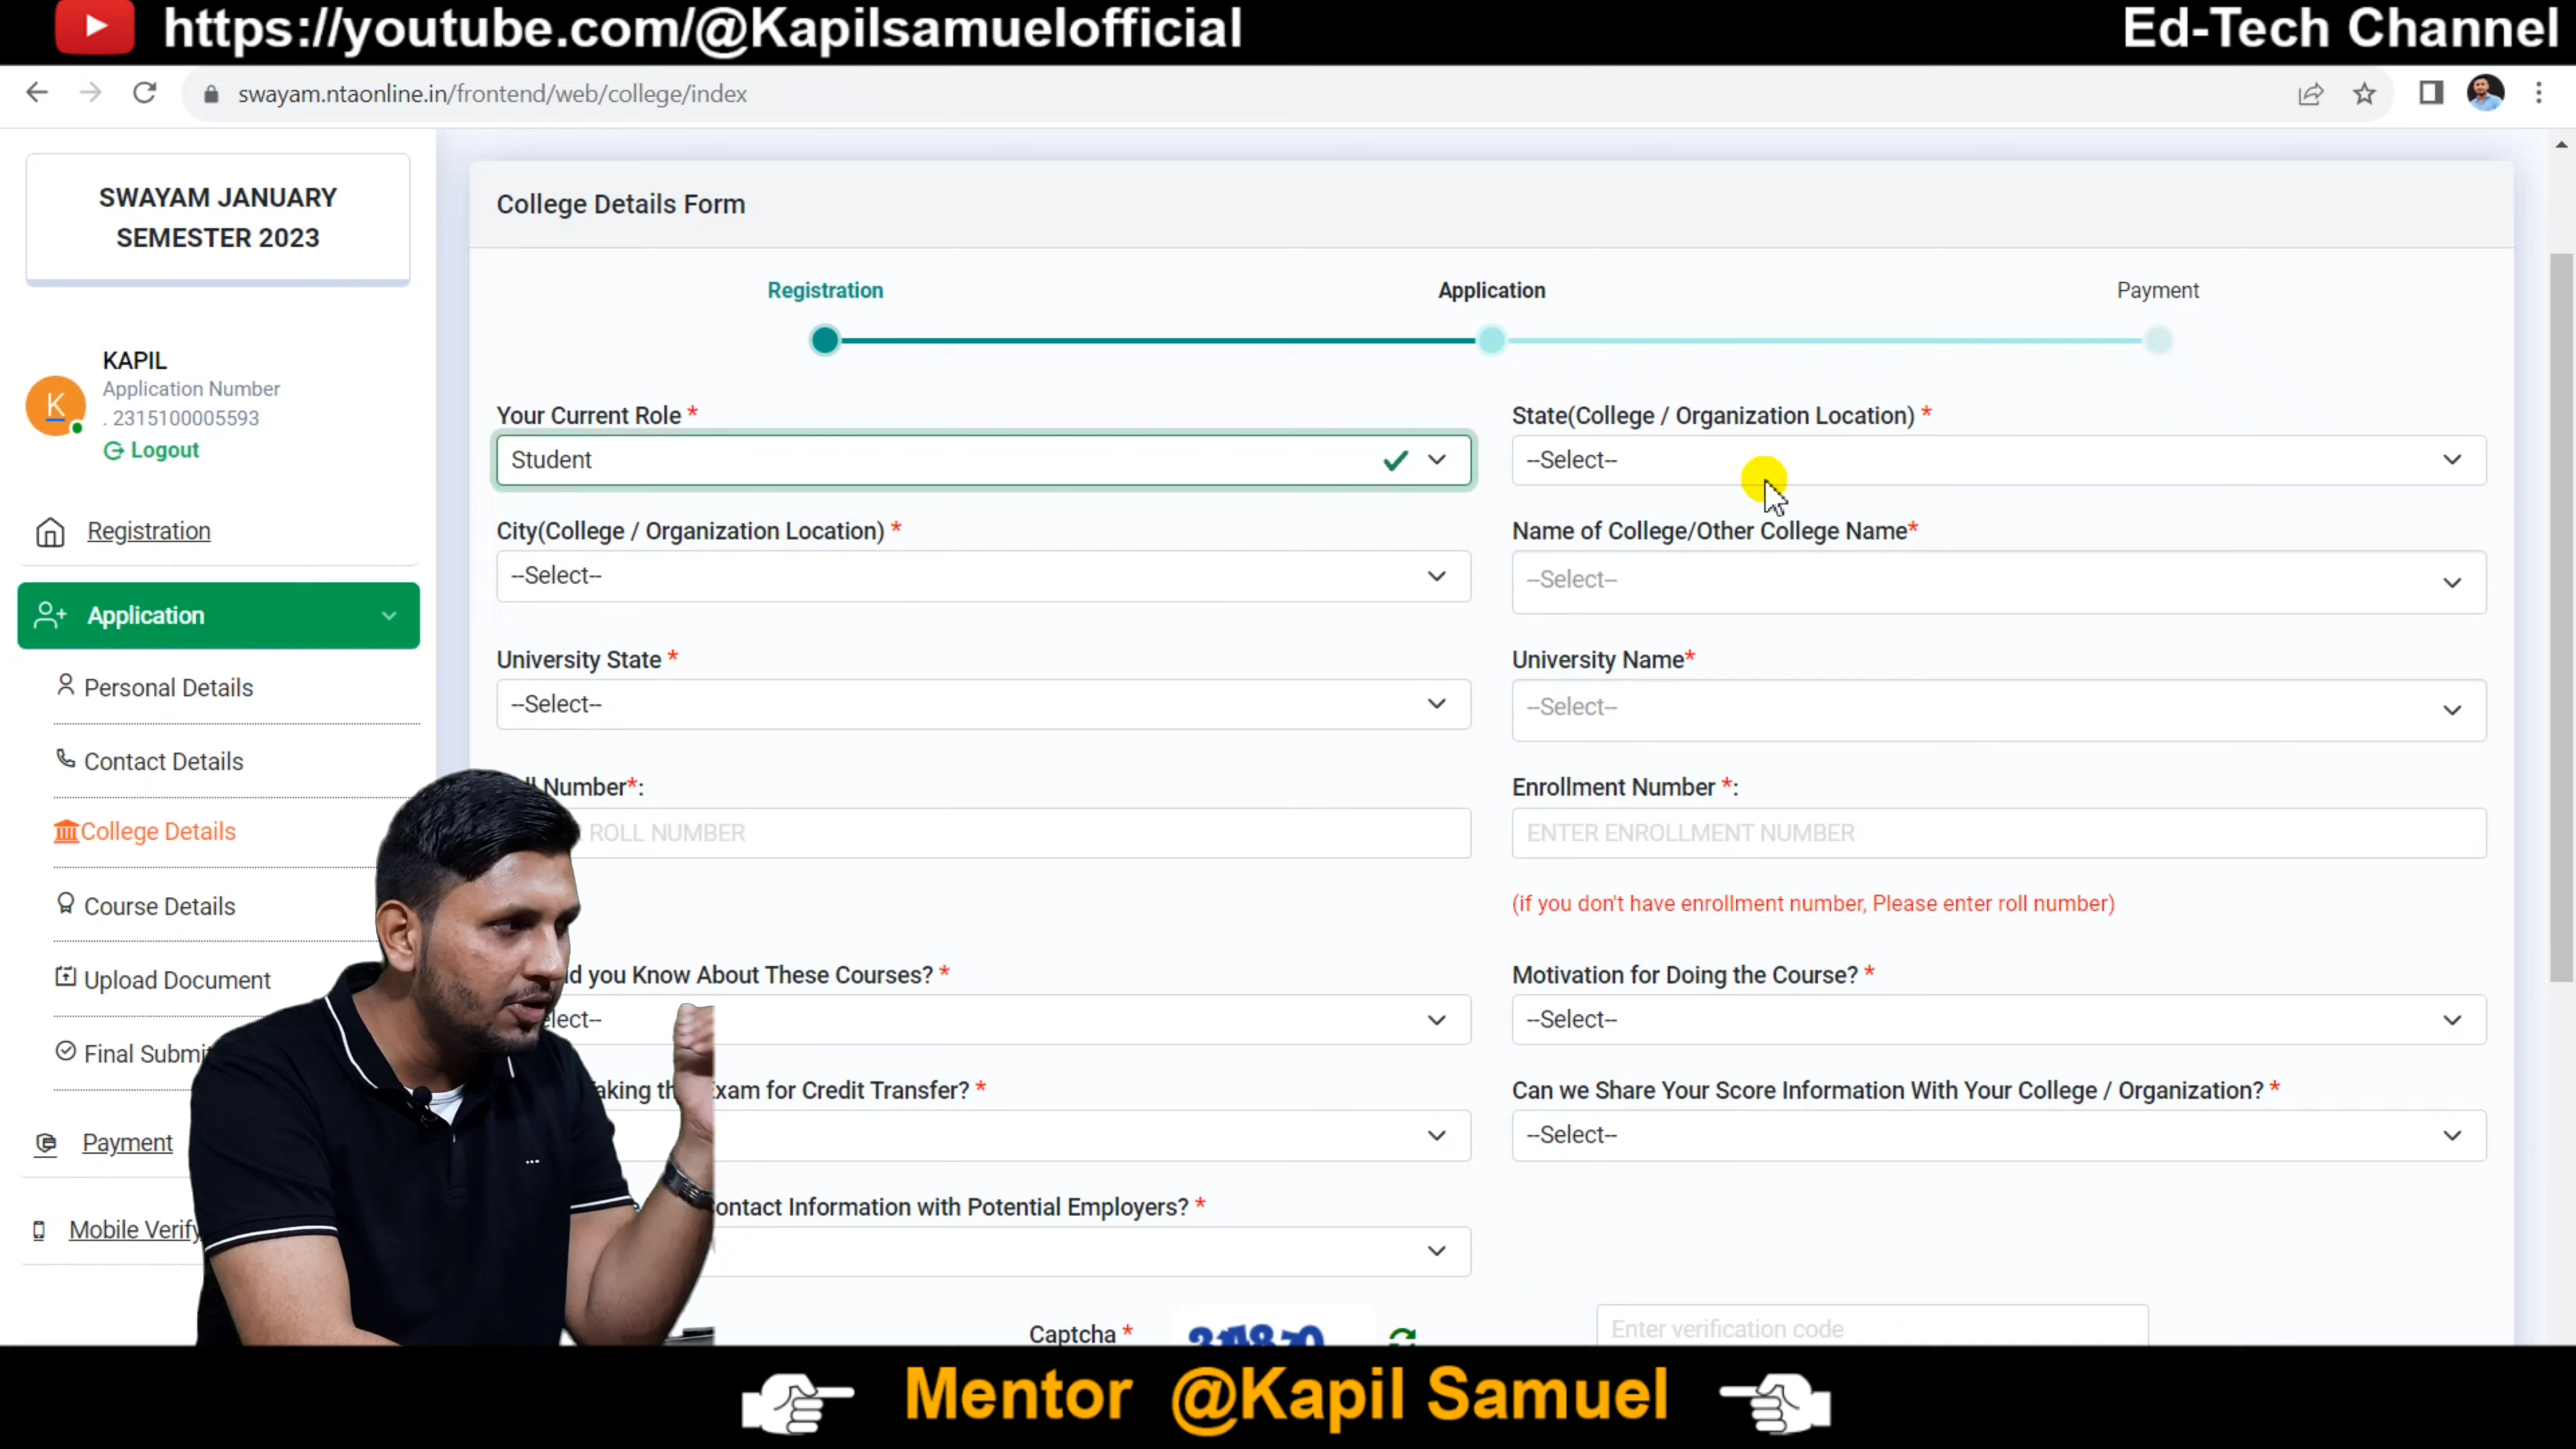 https://youtube.com/@Kapilsamuelofficial
Ed-Tech Channel
swayam.ntaonline.in/frontend/web/college/index
SWAYAM JANUARY
SEMESTER 2023
KAPIL
Application Number
. 2315100005593
K
Logout
Registration
Application
Personal Details
Contact Details
College Details
Course Details
Upload Document
Final Submit
Payment
Mobile Verify
College Details Form
Registration
Application
Payment
Your Current Role *
Student
State(College / Organization Location) *
--Select--
City(College / Organization Location) *
--Select--
Name of College/Other College Name*
--Select--
University State *
--Select--
University Name*
--Select--
Number*:
ROLL NUMBER
Enrollment Number *:
ENTER ENROLLMENT NUMBER
(if you don't have enrollment number, Please enter roll number)
you Know About These Courses? *
Motivation for Doing the Course? *
--Select--
Exam for Credit Transfer? *
Can we Share Your Score Information With Your College / Organization? *
--Select--
Information with Potential Employers? *
Captcha *
Enter verification code
Mentor @Kapil Samuel